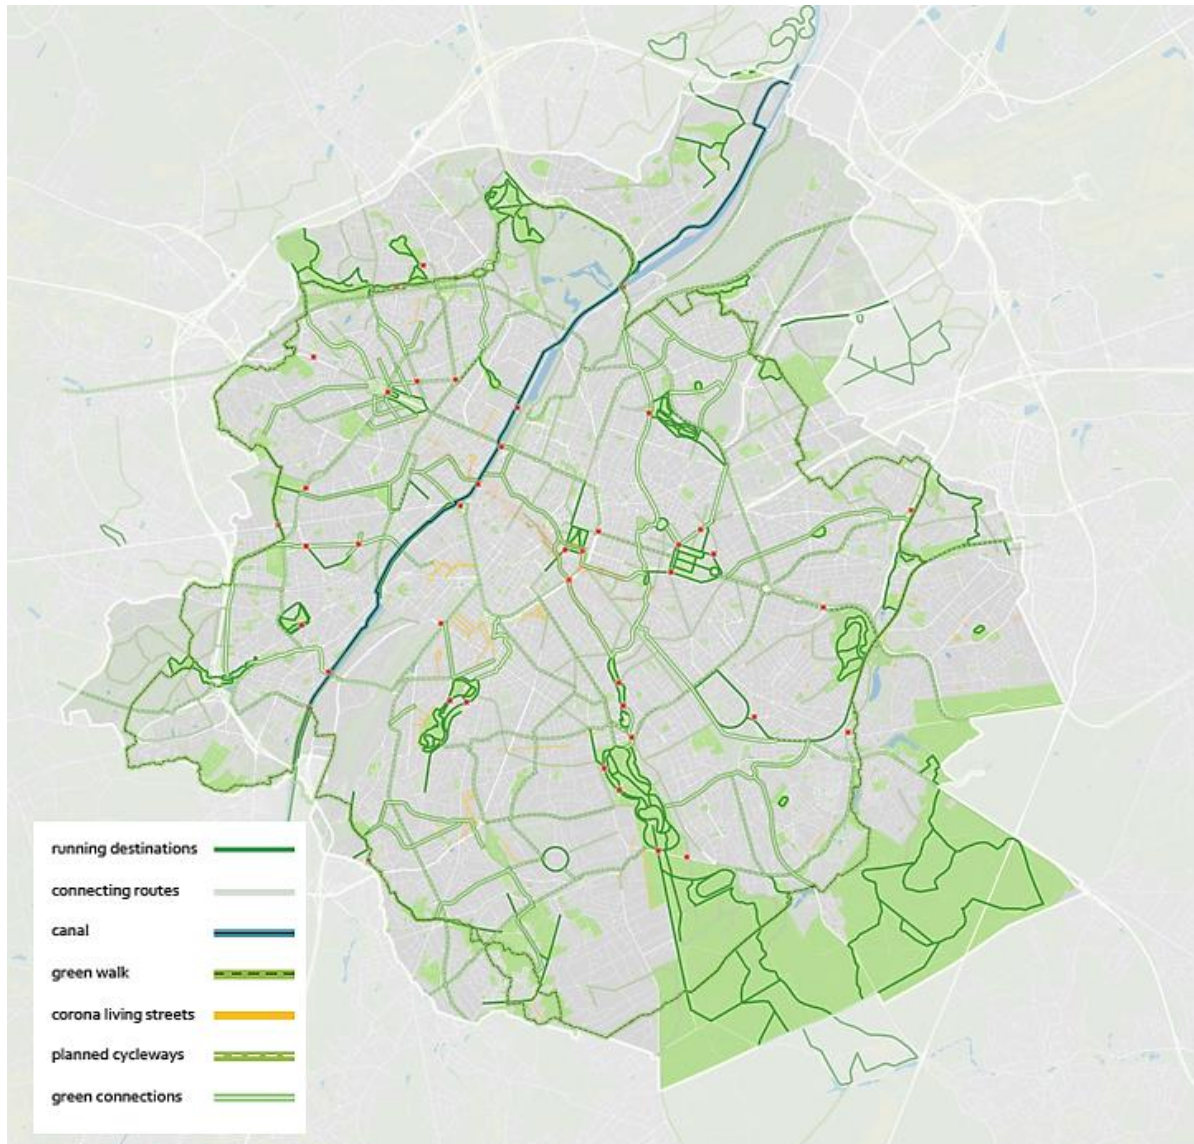 running destinations
connecting routes
canal
green walk
corona living streets
planned cycleways
green connections